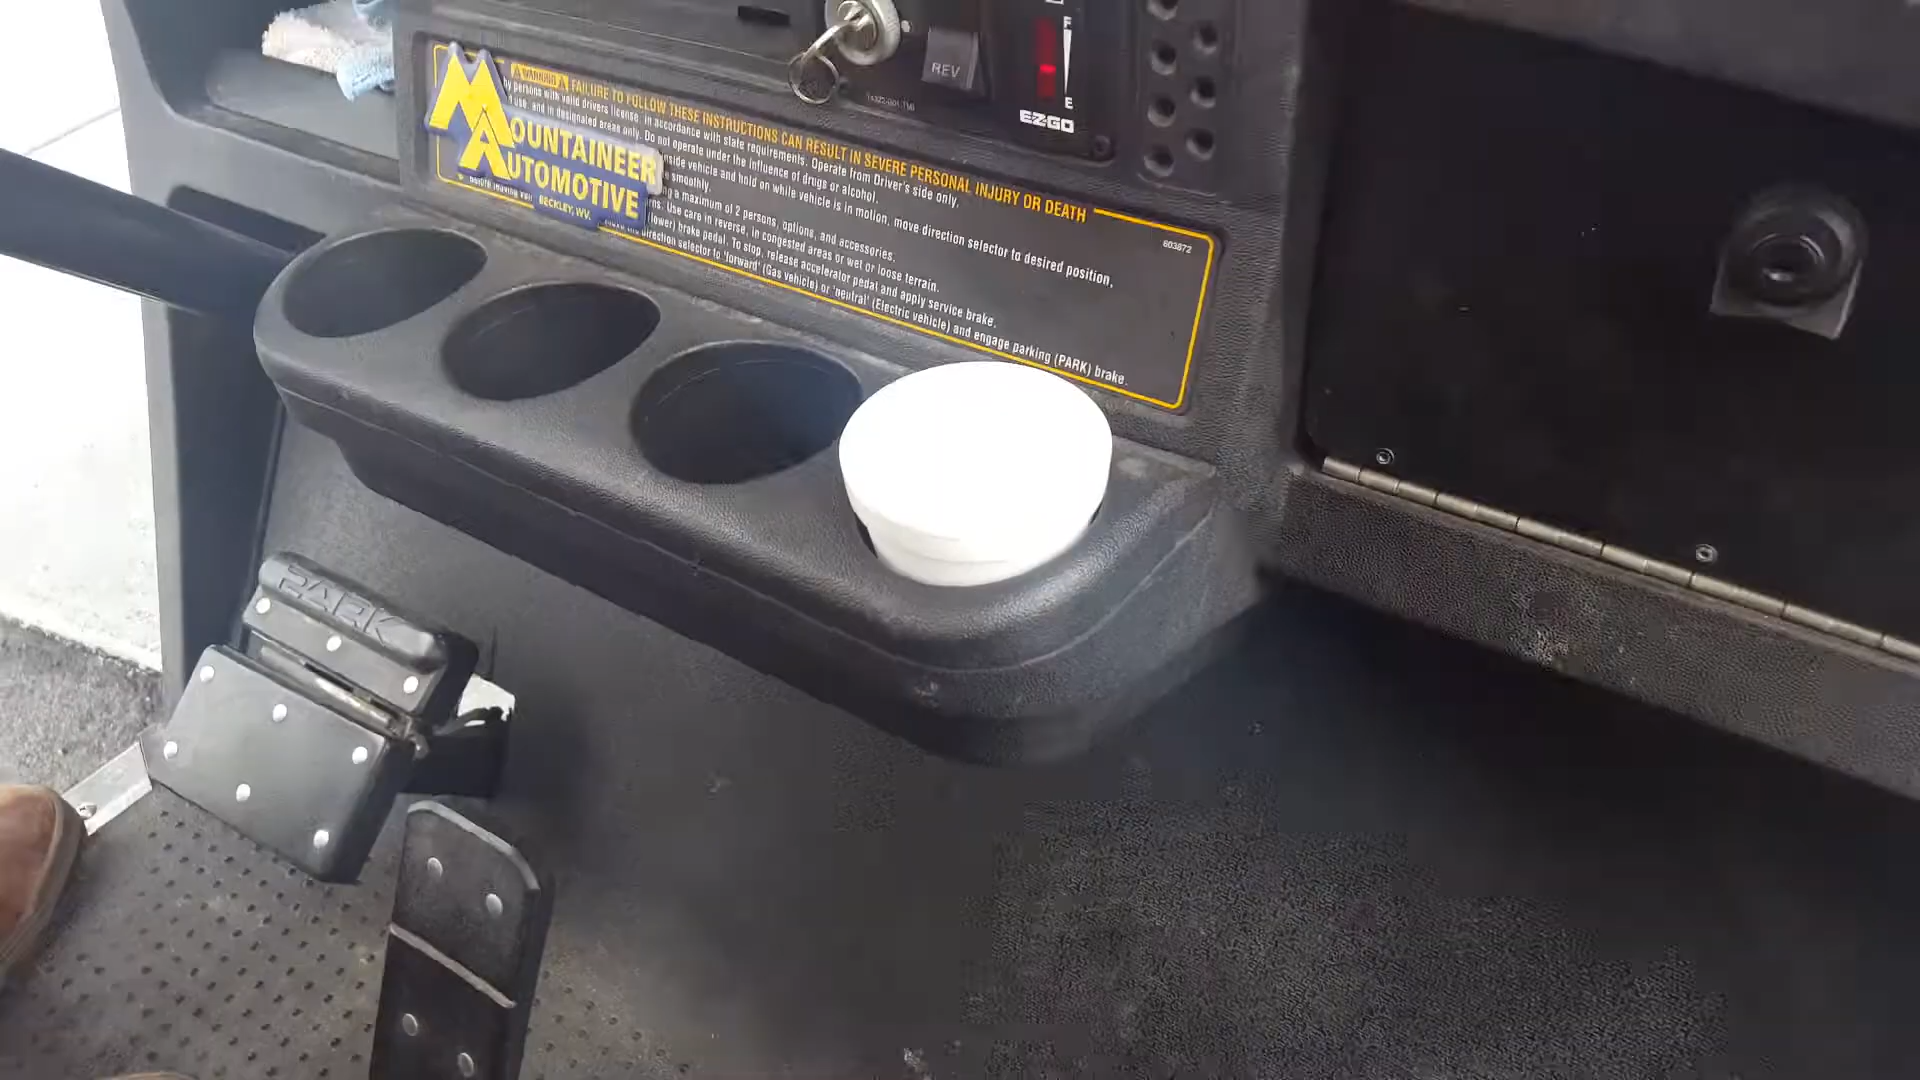 F
REV
E
E-Z-GO
WARNING FAILURE TO FOLLOW THESE INSTRUCTIONS CAN RESULT IN SEVERE PERSONAL INJURY OR DEATH
by persons with valid drivers license, in accordance with state requirements. Operate from Driver's side only.
use, and in designated areas only. Do not operate under the influence of drugs or alcohol.
inside vehicle and hold on while vehicle is in motion, move direction selector to desired position,
smoothly.
a maximum of 2 persons, options, and accessories.
Use care in reverse, in congested areas or wet or loose terrain.
brake pedal. To stop, release accelerator pedal and apply service brake,
direction selector to 'forward' (Gas vehicle) or 'neutral' (Electric vehicle) and engage parking (PARK) brake.
603872
MOUNTAINEER
AUTOMOTIVE
BECKLEY, WV.
PARK